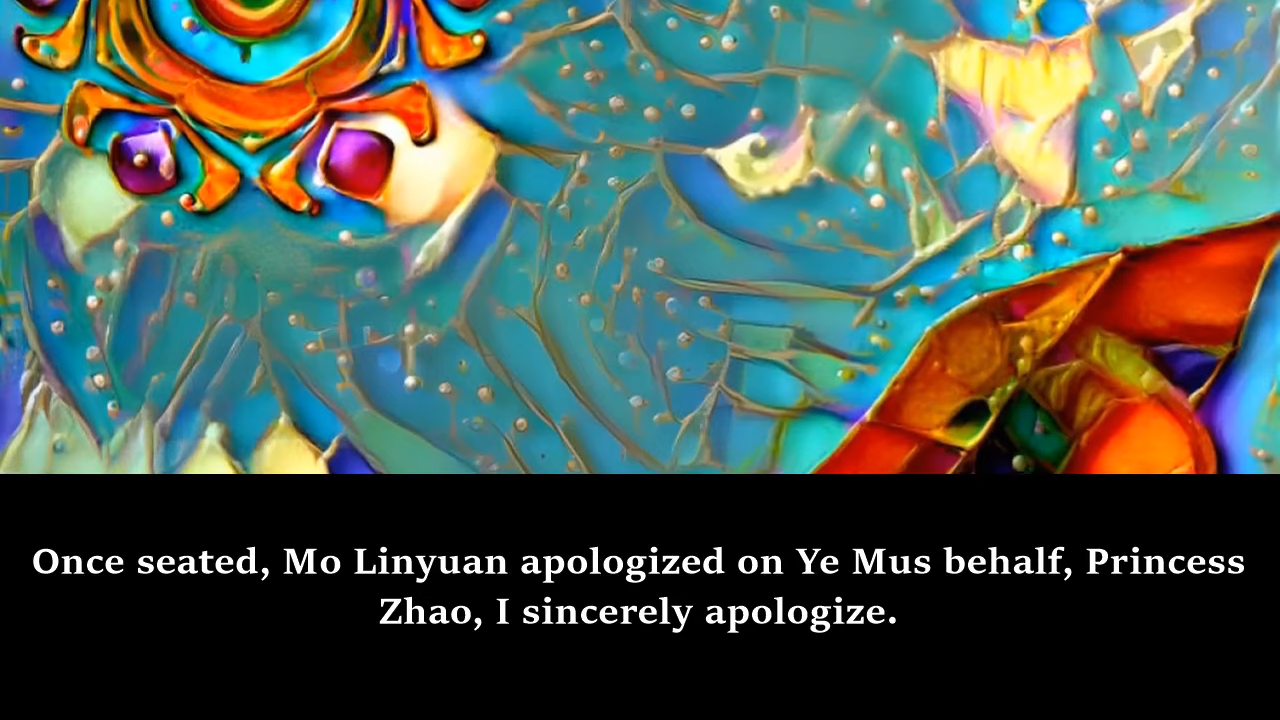 Once seated, Mo Linyuan apologized on Ye Mus behalf, Princess
Zhao, I sincerely apologize.